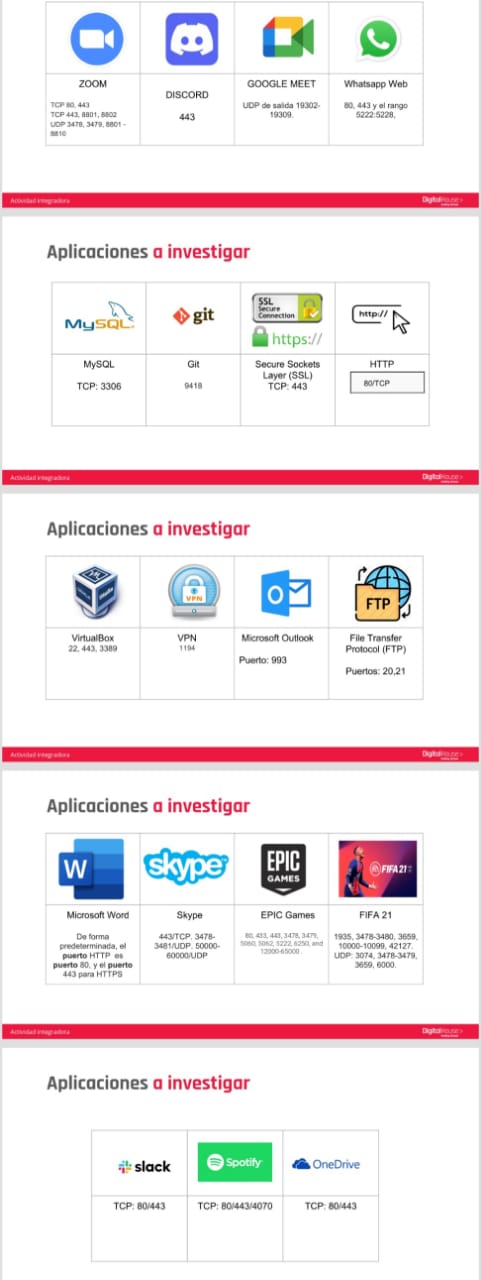 ZOOM
TCP 80, 443
TCP 443, 8801, 8802
UDP 3478, 3479, 8801 -
8810
DISCORD
443
GOOGLE MEET
UDP de salida 19302-
19309.
Whatsapp Web
80, 443 y el rango
5222:5228,
Actividad integradora
DigitalHouse>
Aplicaciones a investigar
MySQL
git
SSL
Secure
Connection
https://
http://
MySQL
TCP: 3306
Git
9418
Secure Sockets
Layer (SSL)
TCP: 443
HTTP
80/TCP
Actividad integradora
DigitalHouse>
Aplicaciones a investigar
VPN
FTP
VirtualBox
22, 443, 3389
VPN
1194
Microsoft Outlook
Puerto: 993
File Transfer
Protocol (FTP)
Puertos: 20,21
Actividad integradora
DigitalHouse>
Aplicaciones a investigar
W
skype
EPIC
GAMES
FIFA 21
Microsoft Word
De forma
predeterminada, el
puerto HTTP es
puerto 80, y el puerto
443 para HTTPS
Skype
443/TCP. 3478-
3481/UDP. 50000-
60000/UDP
EPIC Games
80, 433, 443, 3478, 3479,
5060, 5062, 5222, 6250, and
12000-65000
FIFA 21
1935, 3478-3480, 3659,
10000-10099, 42127.
UDP: 3074, 3478-3479,
3659, 6000.
Actividad integradora
DigitalHouse>
Aplicaciones a investigar
slack
Spotify
OneDrive
TCP: 80/443
TCP: 80/443/4070
TCP: 80/443